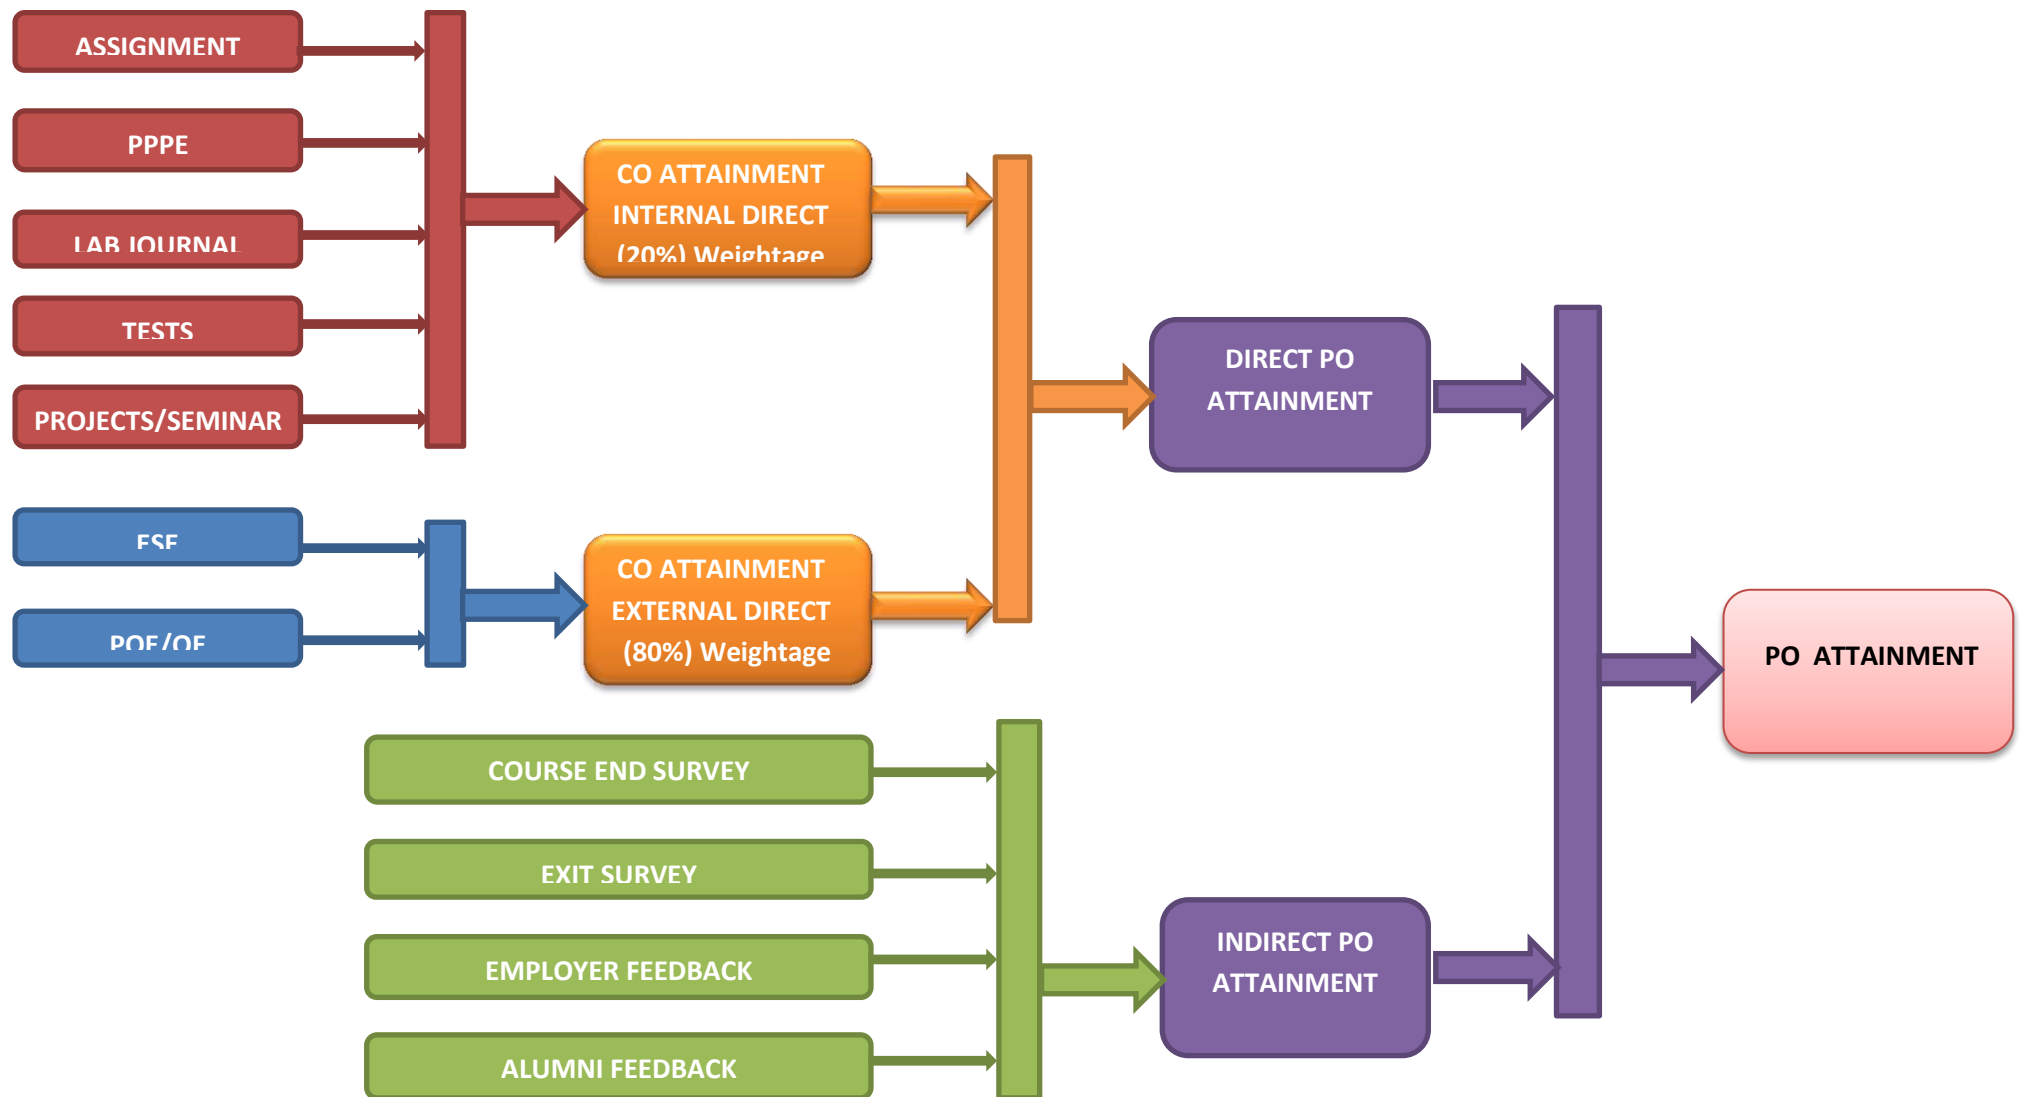 ASSIGNMENT
PPPE
LAB JOURNAL
TESTS
PROJECTS/SEMINAR
CO ATTAINMENT
INTERNAL DIRECT
(20%) Weightage
ESE
POE/OE
CO ATTAINMENT
EXTERNAL DIRECT
(80%) Weightage
DIRECT PO
ATTAINMENT
COURSE END SURVEY
EXIT SURVEY
EMPLOYER FEEDBACK
ALUMNI FEEDBACK
INDIRECT PO
ATTAINMENT
PO ATTAINMENT